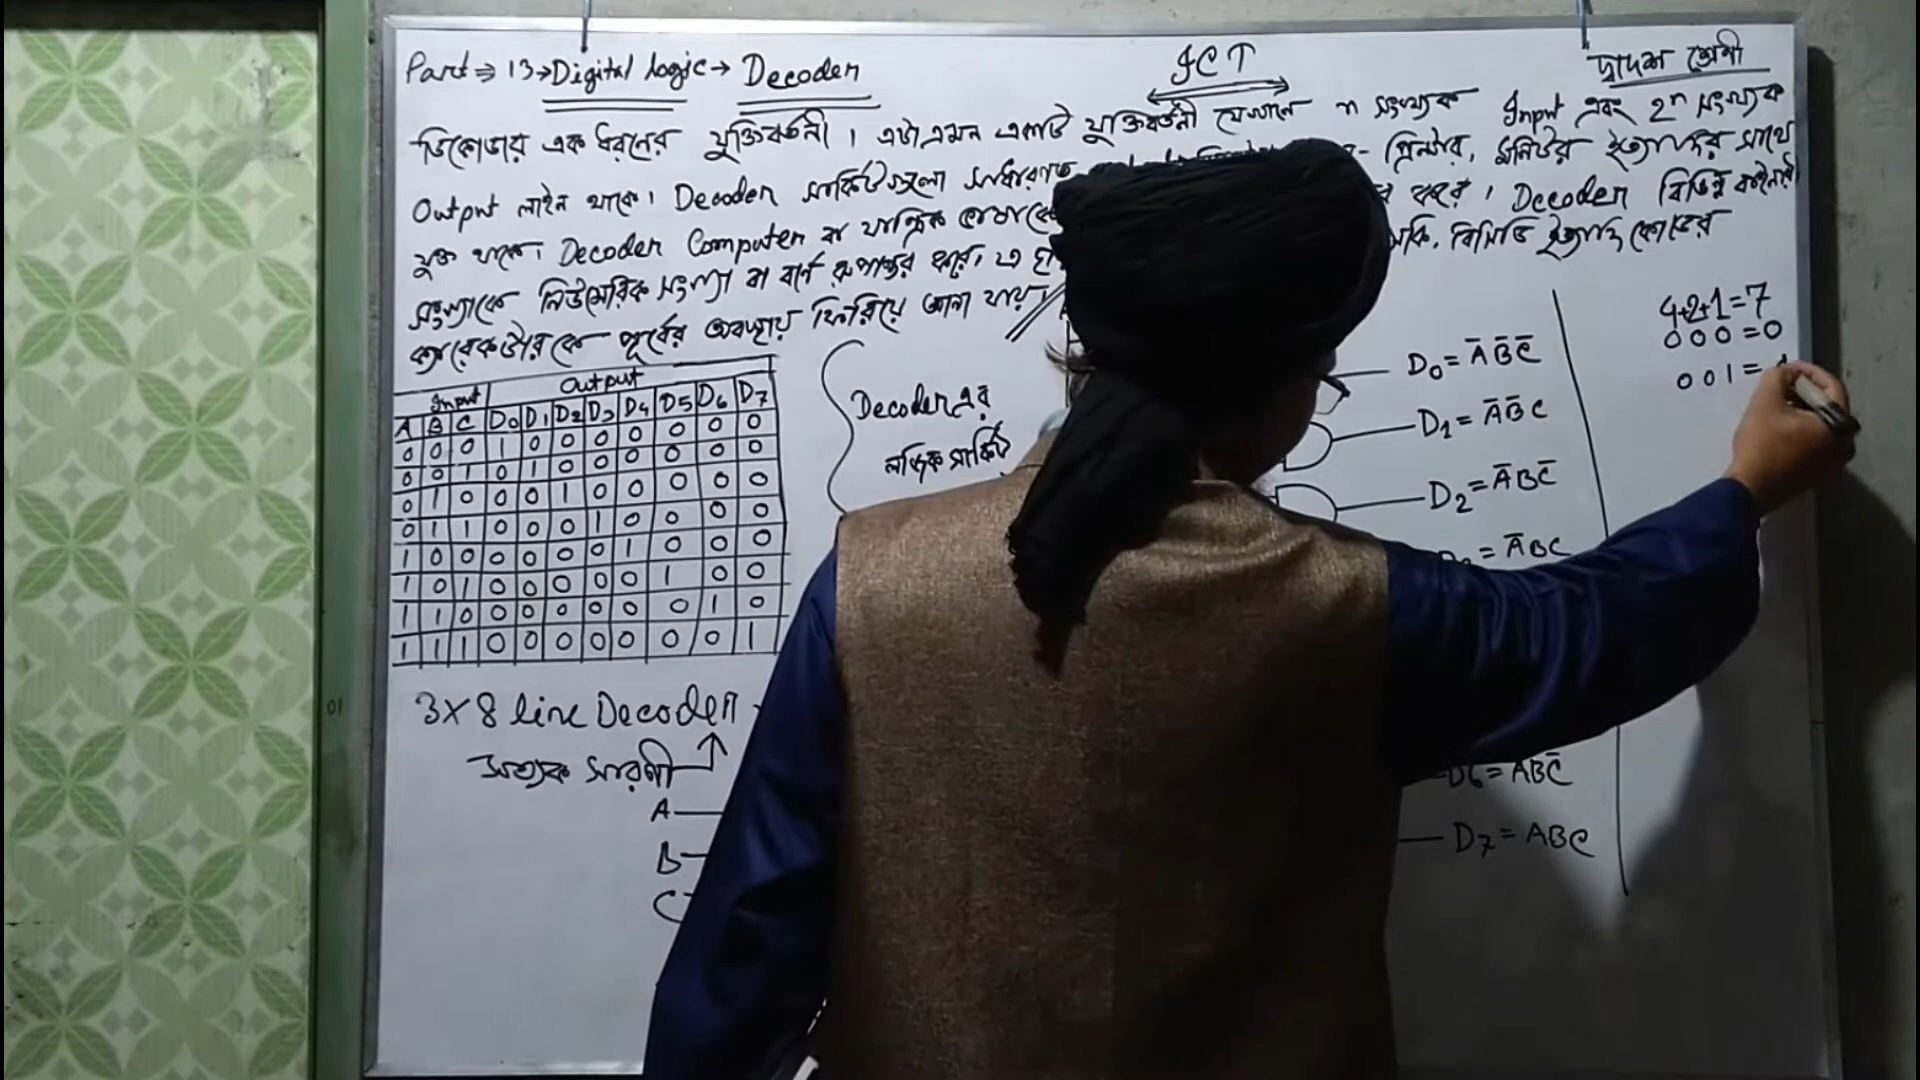 Part ⇒ 13 → Digital logic → Decoder
ICT
দ্বাদশ শ্রেণী
ডিকোডার এক ধরনের যুক্তিবর্তনী। এটা এমন একটি যুক্তিবর্তনী যেখানে n সংখ্যক Input এবং 2ⁿ সংখ্যক
Output লাইন থাকে। Decoder সার্কিটগুলো সাধারণত প্রিন্টার, মনিটর ইত্যাদির সাথে
যুক্ত থাকে। Decoder Computer বা যান্ত্রিক করে। Decoder বিভিন্ন বাইনারী
সংখ্যাকে নিউমেরিক সংখ্যা বা বর্ণে রূপান্তর করে। এ বিসিডি ইত্যাদি কোডের
ক্যারেকটারকে পূর্বের অবস্থায় ফিরিয়ে আনা যায়।
Input Output
A B C D0 D1 D2 D3 D4 D5 D6 D7
0 0 0 1 0 0 0 0 0 0 0
0 0 1 0 1 0 0 0 0 0 0
0 1 0 0 0 1 0 0 0 0 0
0 1 1 0 0 0 1 0 0 0 0
1 0 0 0 0 0 0 1 0 0 0
1 0 1 0 0 0 0 0 1 0 0
1 1 0 0 0 0 0 0 0 1 0
1 1 1 0 0 0 0 0 0 0 1
3×8 line Decoder
সত্যক সারণী
A
B
C
Decoder এর
লজিক সার্কিট
D0 = A̅ B̅ C̅
D1 = A̅ B̅ C
D2 = A̅ B C̅
= A̅ B C
D6 = A B C̅
D7 = A B C
4+2+1=7
0 0 0 = 0
0 0 1 =